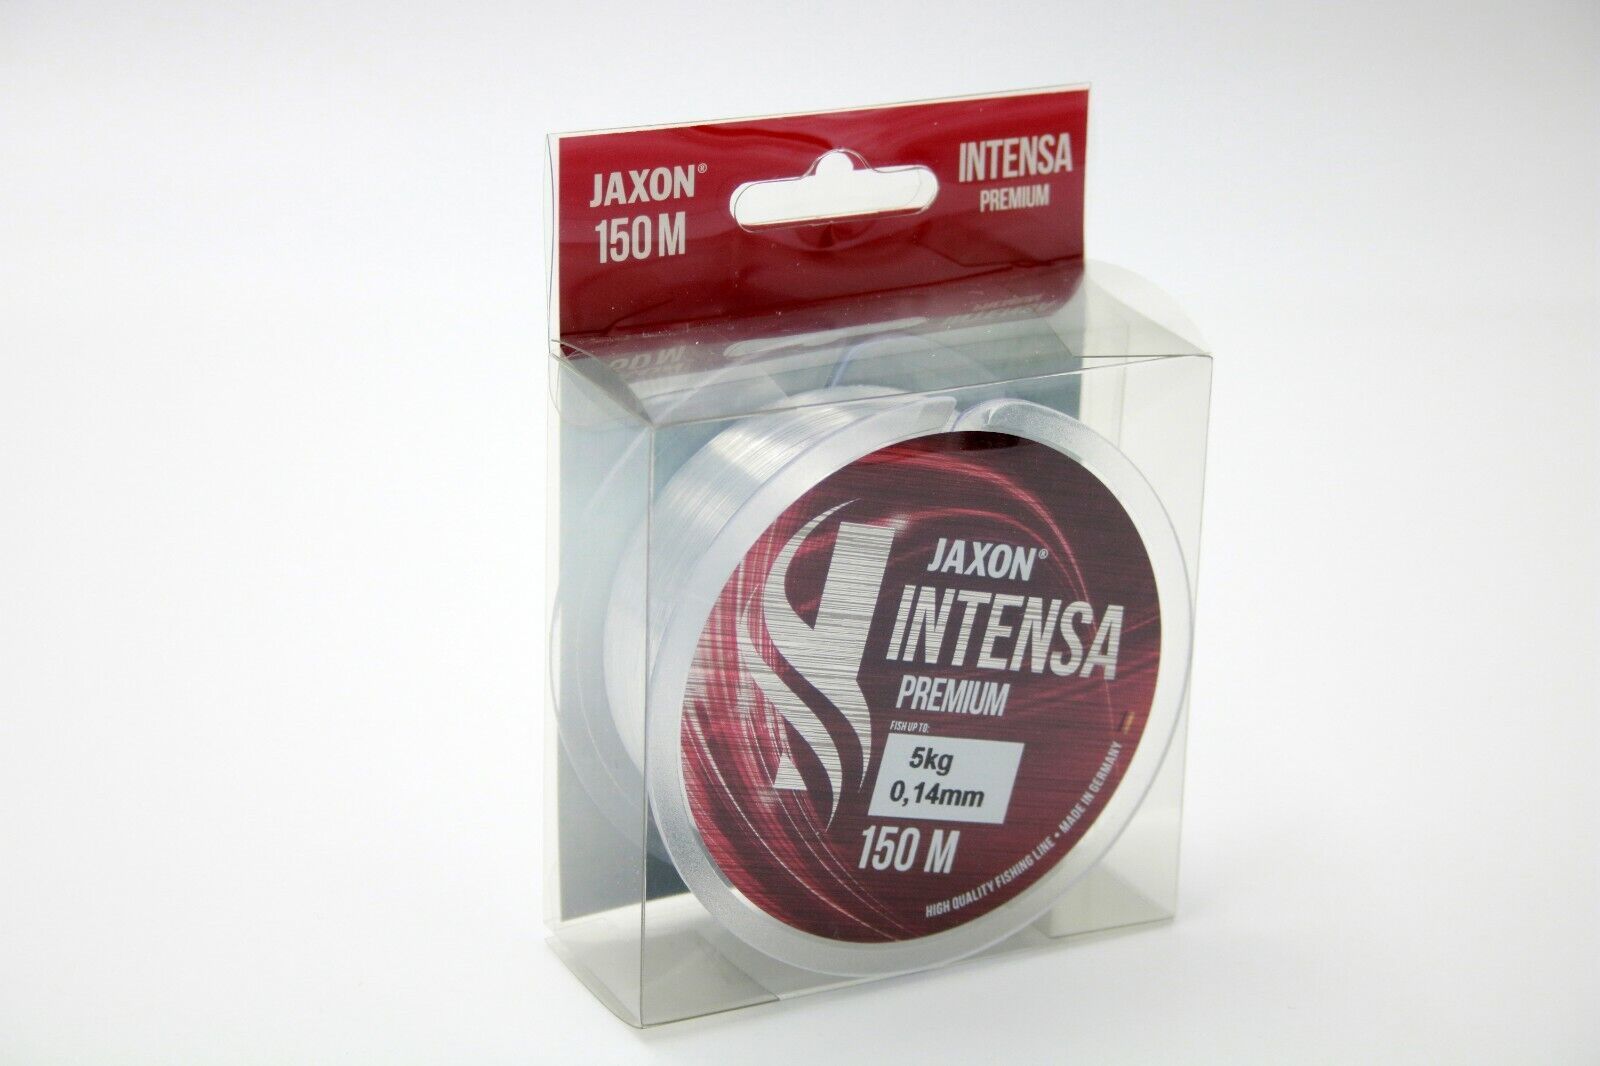 JAXON®
150 M
INTENSA
PREMIUM
JAXON®
INTENSA
PREMIUM
FISH UP TO:
5kg
0,14mm
150 M
HIGH QUALITY FISHING LINE • MADE IN GERMANY